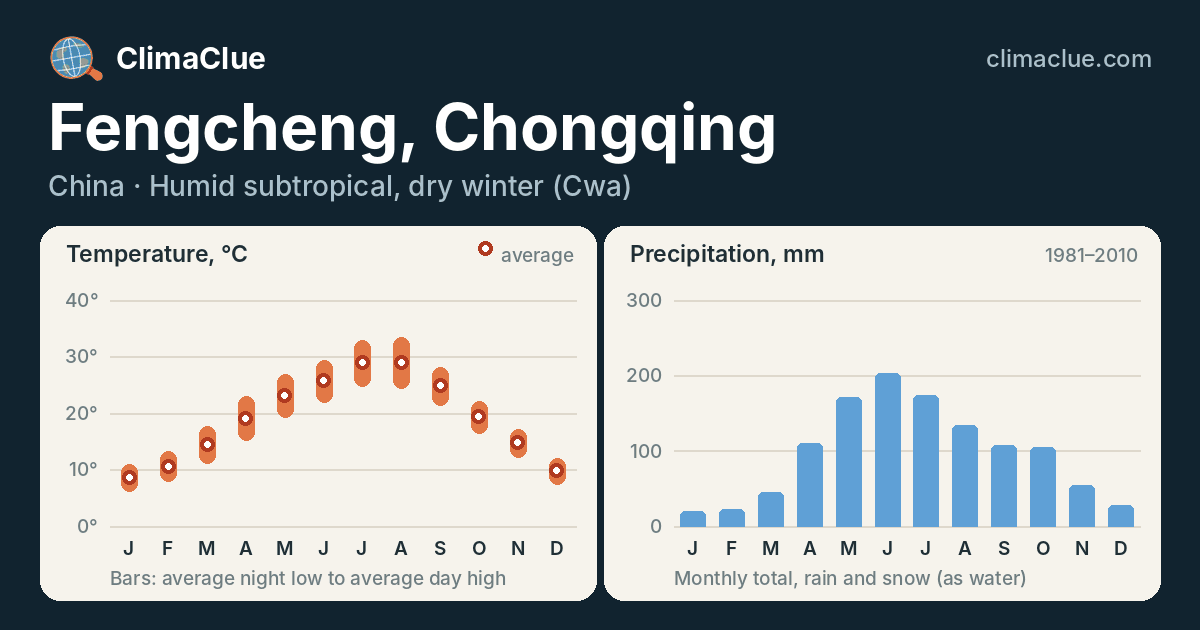 ClimaClue
climaclue.com
Fengcheng, Chongqing
China · Humid subtropical, dry winter (Cwa)
Temperature, °C
average
40°
30°
20°
10°
0°
J F M A M J J A S O N D
Bars: average night low to average day high
Precipitation, mm
1981–2010
300
200
100
0
J F M A M J J A S O N D
Monthly total, rain and snow (as water)